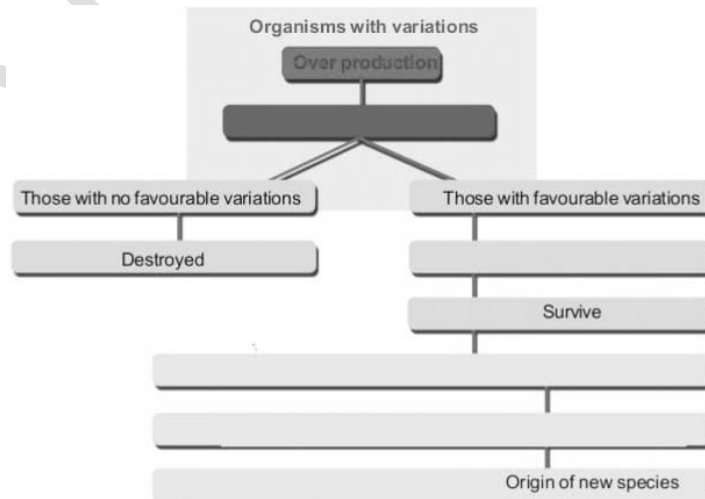 Organisms with variations
Over production
Those with no favourable variations
Those with favourable variations
Destroyed
Survive
Origin of new species